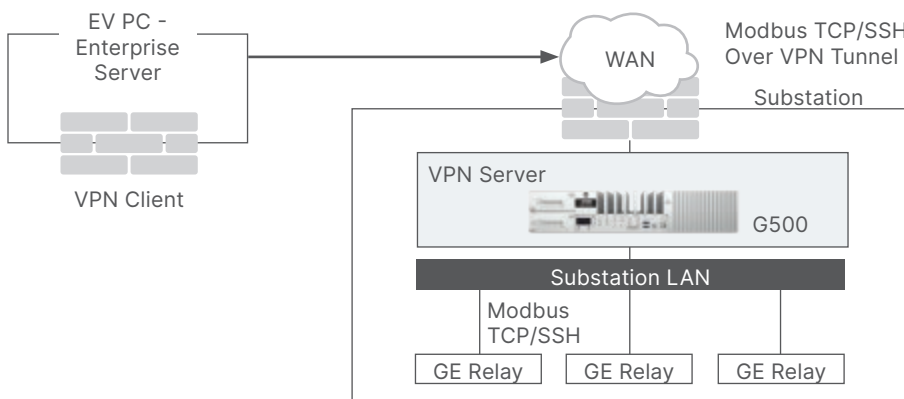 EV PC -
Enterprise
Server
VPN Client
WAN
Modbus TCP/SSH
Over VPN Tunnel
Substation
VPN Server
G500
Substation LAN
Modbus
TCP/SSH
GE Relay
GE Relay
GE Relay